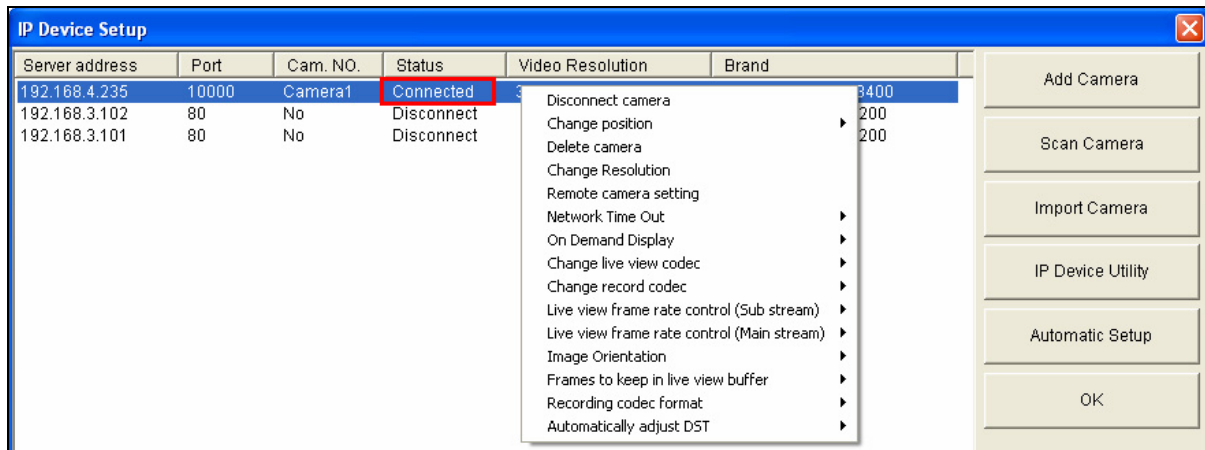 IP Device Setup
Server address Port Cam. NO. Status Video Resolution Brand
192.168.4.235 10000 Camera1 Connected 3400
192.168.3.102 80 No Disconnect 200
192.168.3.101 80 No Disconnect 200
Disconnect camera
Change position
Delete camera
Change Resolution
Remote camera setting
Network Time Out
On Demand Display
Change live view codec
Change record codec
Live view frame rate control (Sub stream)
Live view frame rate control (Main stream)
Image Orientation
Frames to keep in live view buffer
Recording codec format
Automatically adjust DST
Add Camera
Scan Camera
Import Camera
IP Device Utility
Automatic Setup
OK